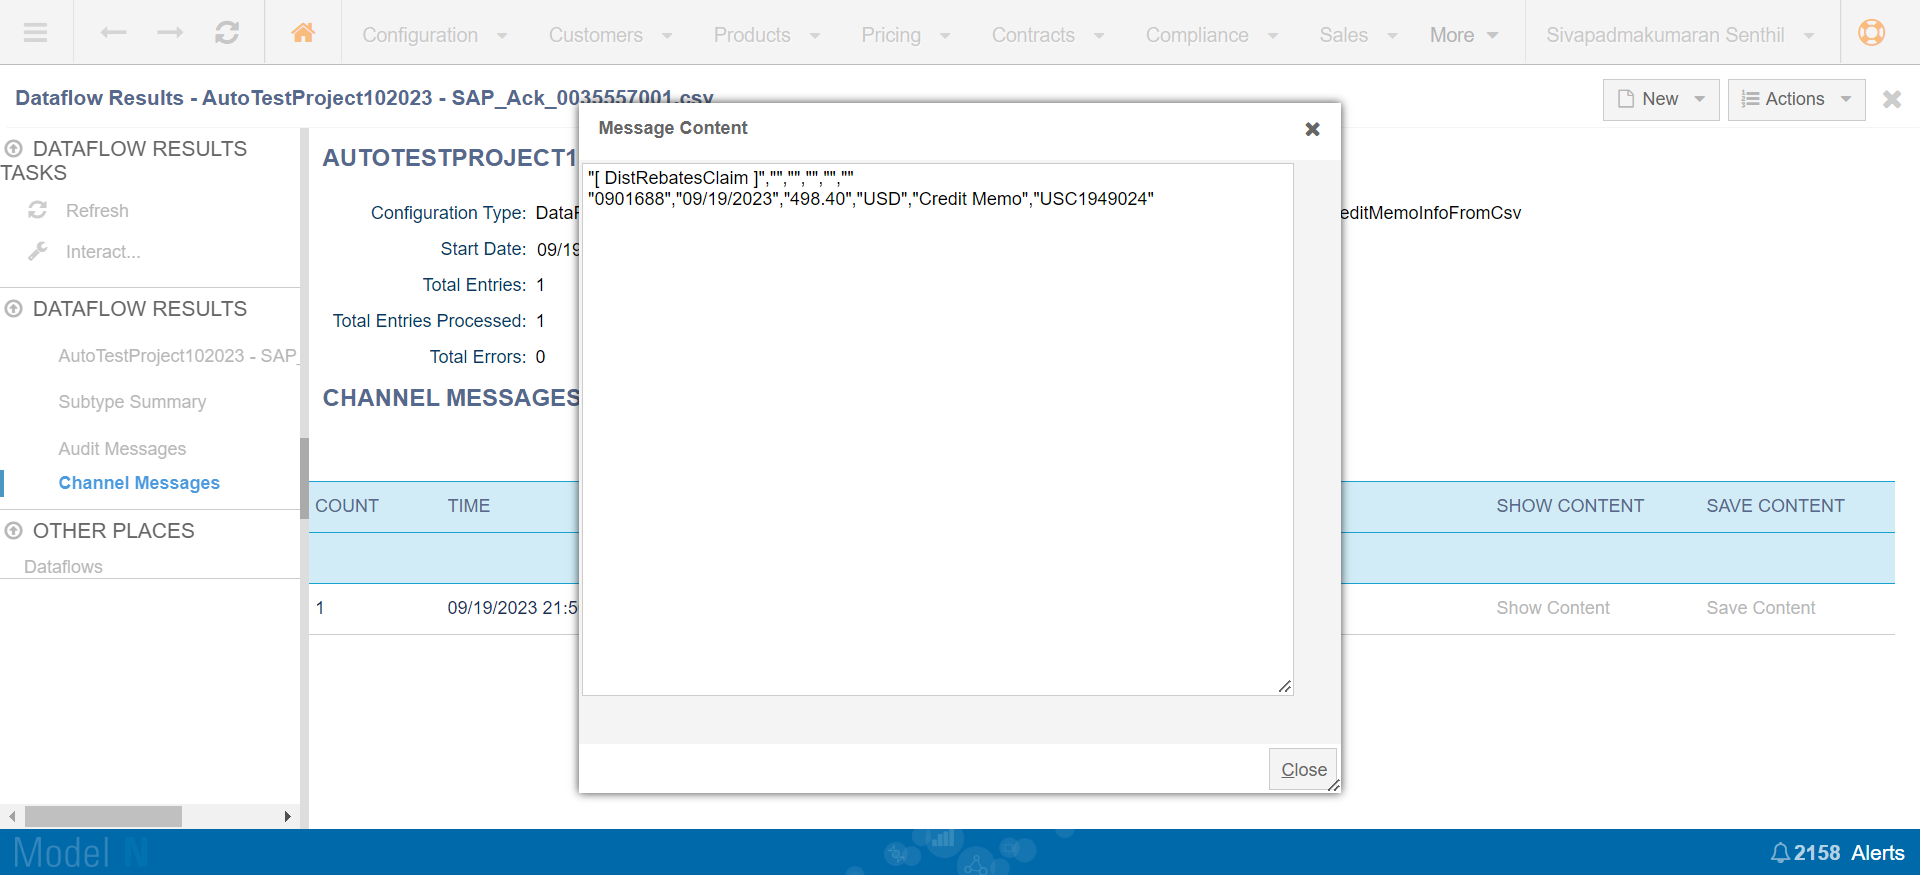 Configuration Customers Products Pricing Contracts Compliance Sales More Sivapadmakumaran Senthil
Dataflow Results - AutoTestProject102023 - SAP_Ack_0035557001.csv
New Actions
DATAFLOW RESULTS
TASKS
Refresh
Interact...
DATAFLOW RESULTS
AutoTestProject102023 - SAP_
Subtype Summary
Audit Messages
Channel Messages
OTHER PLACES
Dataflows
AUTOTESTPROJECT1
Configuration Type: DataF
editMemoInfoFromCsv
Start Date: 09/19
Total Entries: 1
Total Entries Processed: 1
Total Errors: 0
CHANNEL MESSAGES
COUNT TIME SHOW CONTENT SAVE CONTENT
1 09/19/2023 21:5 Show Content Save Content
Message Content
"[ DistRebatesClaim ]","","","","",""
"0901688","09/19/2023","498.40","USD","Credit Memo","USC1949024"
Close
Model N
2158 Alerts